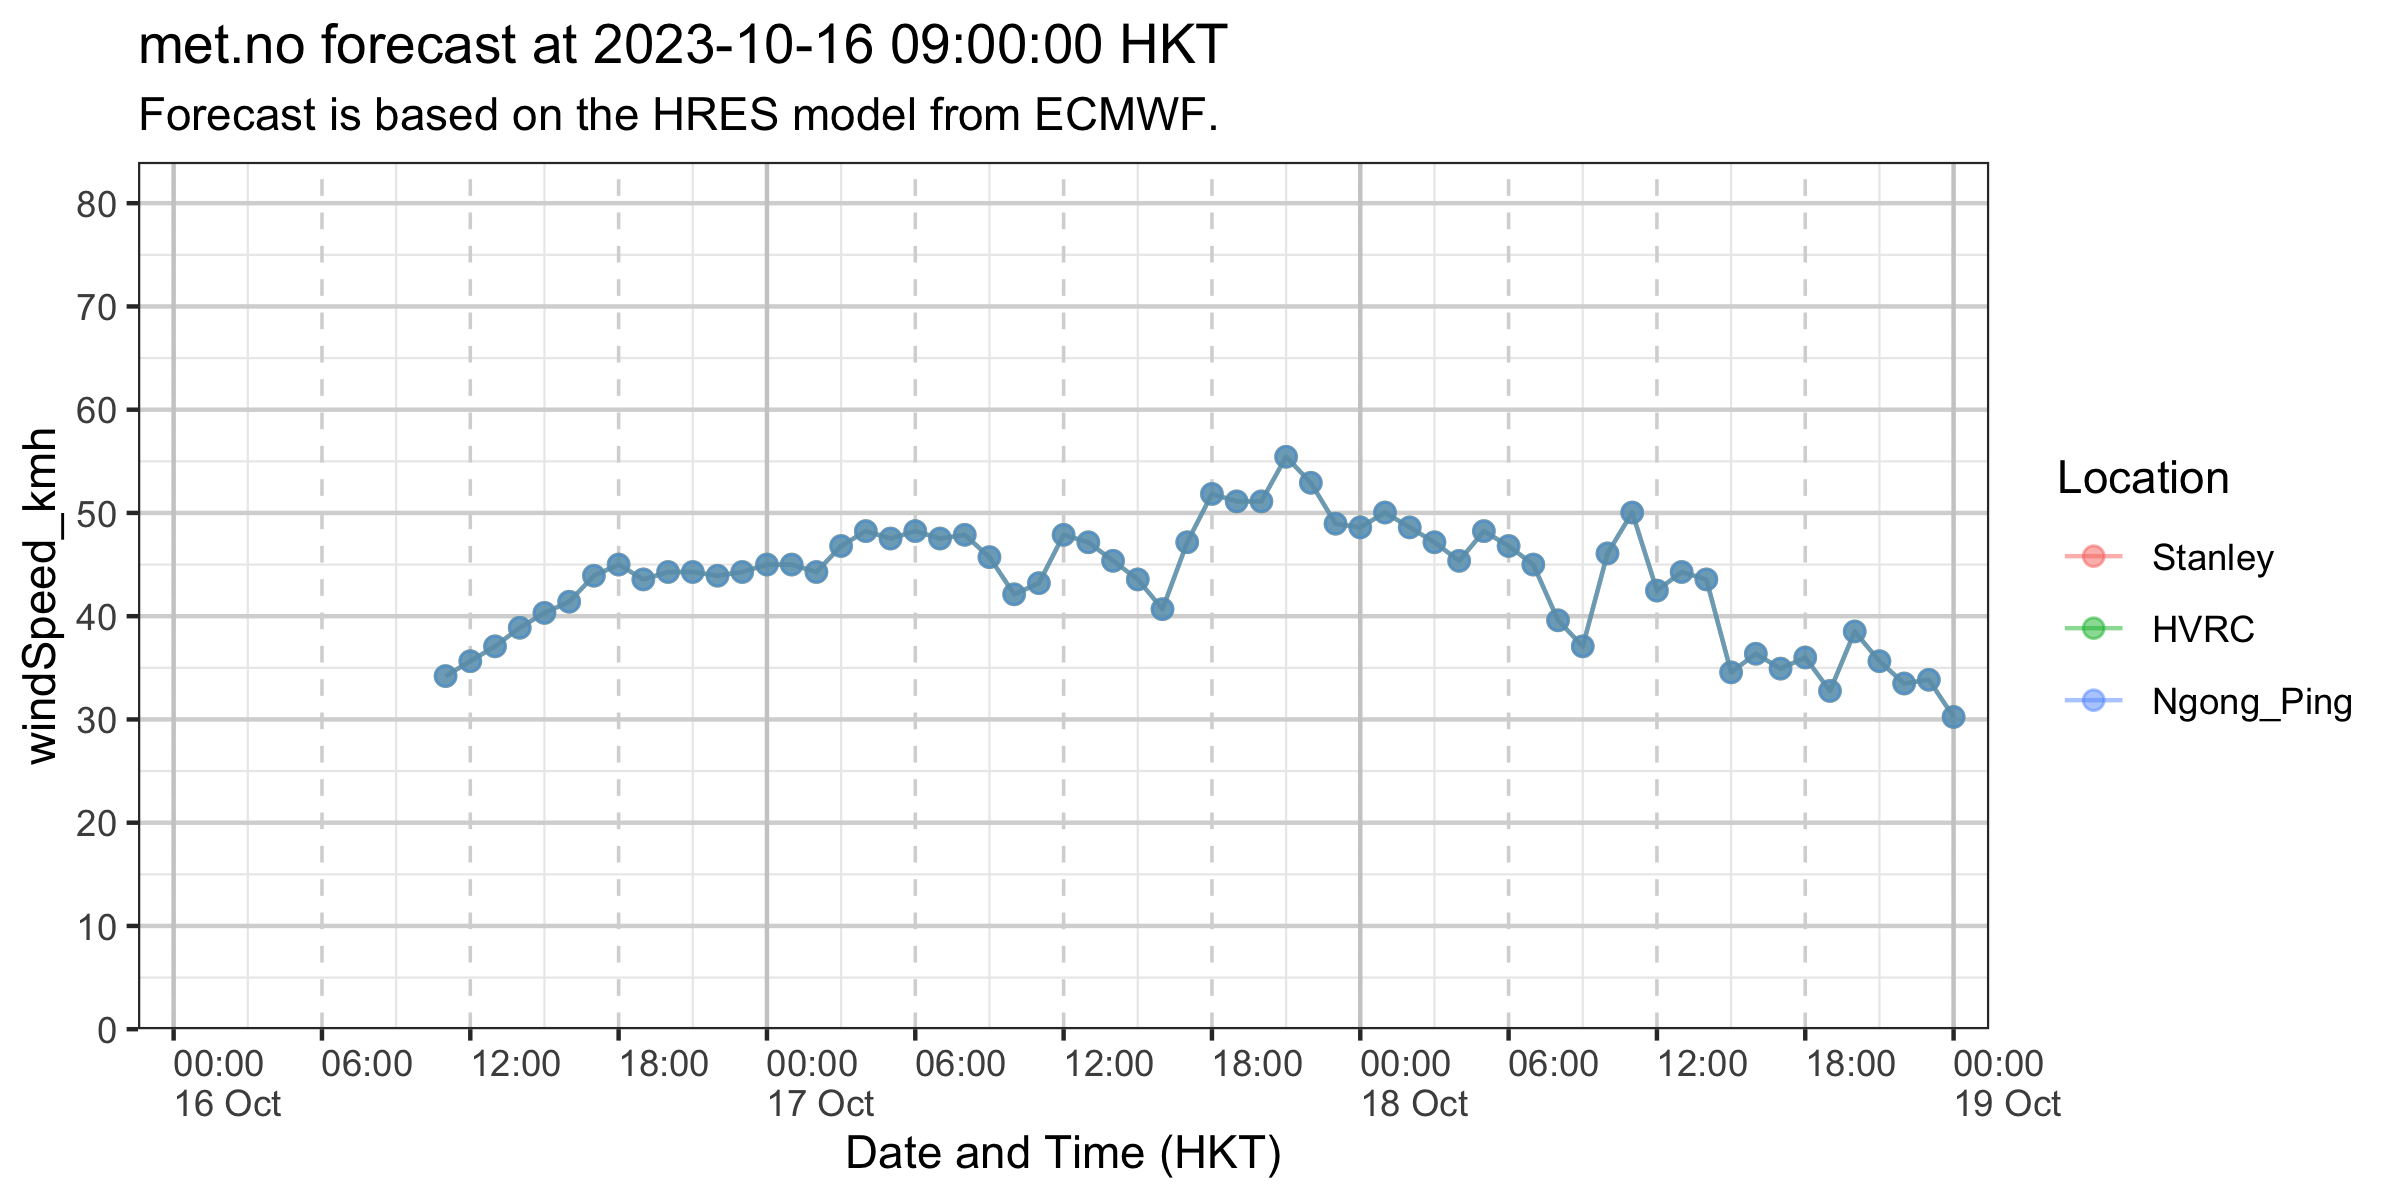 met.no forecast at 2023-10-16 09:00:00 HKT
Forecast is based on the HRES model from ECMWF.
windSpeed_kmh
80
70
60
50
40
30
20
10
0
00:00 06:00 12:00 18:00 00:00 06:00 12:00 18:00 00:00 06:00 12:00 18:00 00:00
16 Oct 17 Oct 18 Oct 19 Oct
Date and Time (HKT)
Location
Stanley
HVRC
Ngong_Ping